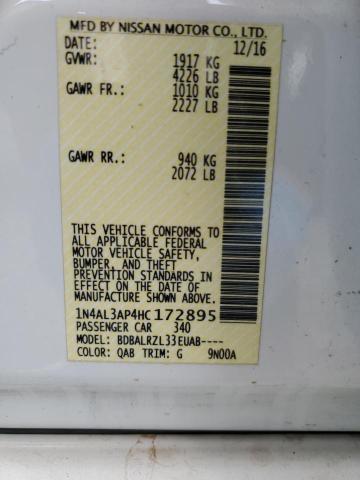 MFD BY NISSAN MOTOR CO., LTD.
DATE: 12/16
GVWR: 1917 KG
4226 LB
GAWR FR.: 1010 KG
2227 LB
GAWR RR.: 940 KG
2072 LB
THIS VEHICLE CONFORMS TO
ALL APPLICABLE FEDERAL
MOTOR VEHICLE SAFETY,
BUMPER, AND THEFT
PREVENTION STANDARDS IN
EFFECT ON THE DATE OF
MANUFACTURE SHOWN ABOVE.
1N4AL3AP4HC172895
PASSENGER CAR 340
MODEL: BDBALRZL33EUAB----
COLOR: QAB TRIM: G 9N00A